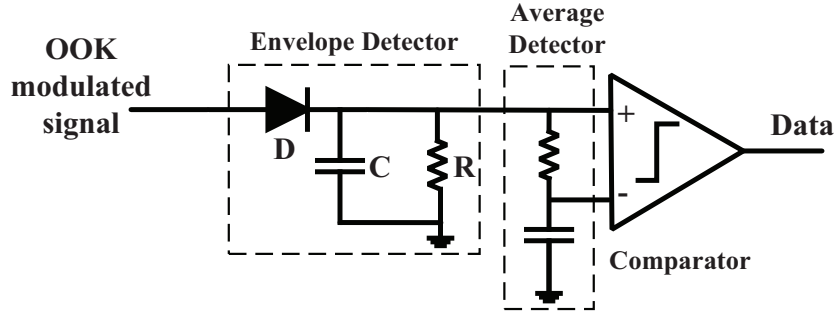 Average
Detector
Envelope Detector
OOK
modulated
signal
D
C
R
+
-
Data
Comparator